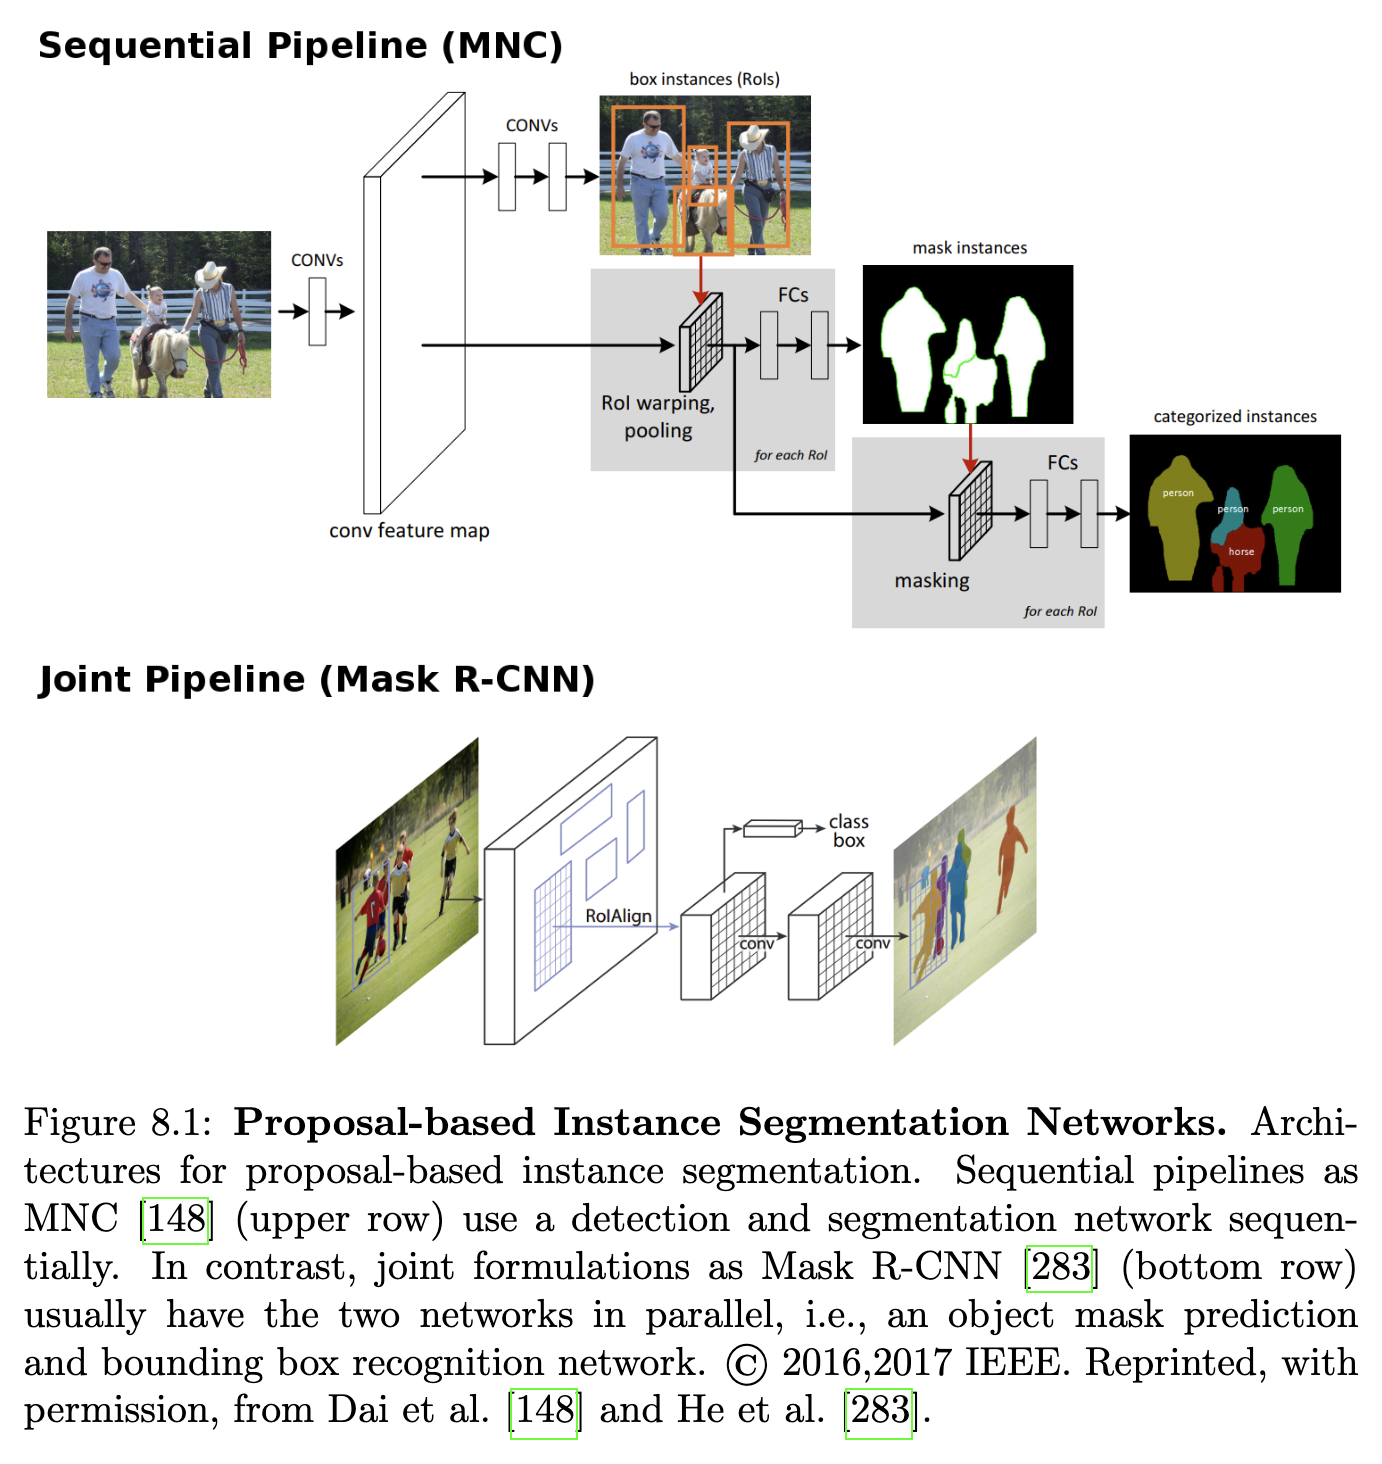 Sequential Pipeline (MNC)
box instances (RoIs)
CONVs
CONVs
mask instances
FCs
RoI warping,
pooling
for each RoI
categorized instances
FCs
person
person
person
horse
conv feature map
masking
for each RoI
Joint Pipeline (Mask R-CNN)
class
box
RoIAlign
conv
conv
Figure 8.1: Proposal-based Instance Segmentation Networks. Archi-
tectures for proposal-based instance segmentation. Sequential pipelines as
MNC [148] (upper row) use a detection and segmentation network sequen-
tially. In contrast, joint formulations as Mask R-CNN [283] (bottom row)
usually have the two networks in parallel, i.e., an object mask prediction
and bounding box recognition network. © 2016,2017 IEEE. Reprinted, with
permission, from Dai et al. [148] and He et al. [283].